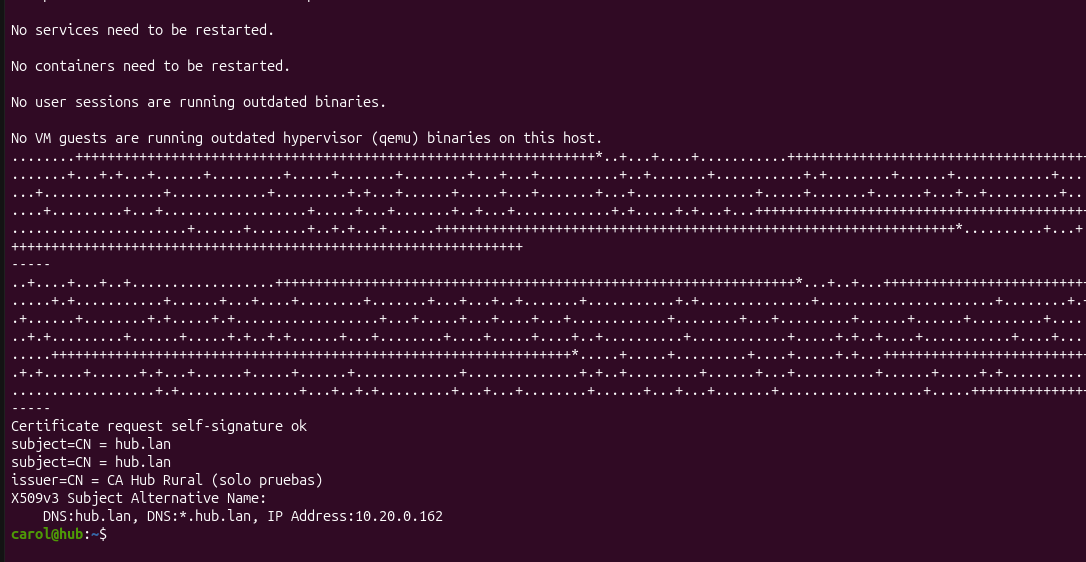 No services need to be restarted.
No containers need to be restarted.
No user sessions are running outdated binaries.
No VM guests are running outdated hypervisor (qemu) binaries on this host.
-----
-----
Certificate request self-signature ok
subject=CN = hub.lan
subject=CN = hub.lan
issuer=CN = CA Hub Rural (solo pruebas)
X509v3 Subject Alternative Name:
DNS:hub.lan, DNS:*.hub.lan, IP Address:10.20.0.162
carol@hub:~$